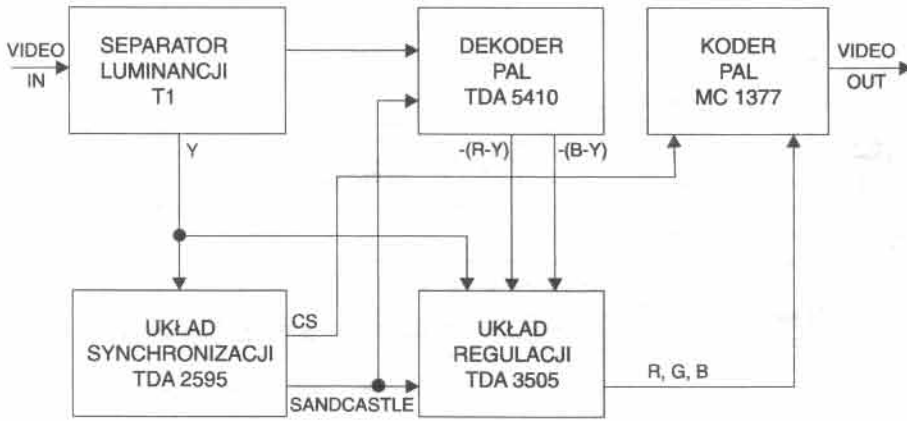 VIDEO
IN
SEPARATOR
LUMINANCJI
T1
DEKODER
PAL
TDA 5410
KODER
PAL
MC 1377
VIDEO
OUT
Y
-(R-Y)
-(B-Y)
UKŁAD
SYNCHRONIZACJI
TDA 2595
CS
SANDCASTLE
UKŁAD
REGULACJI
TDA 3505
R, G, B